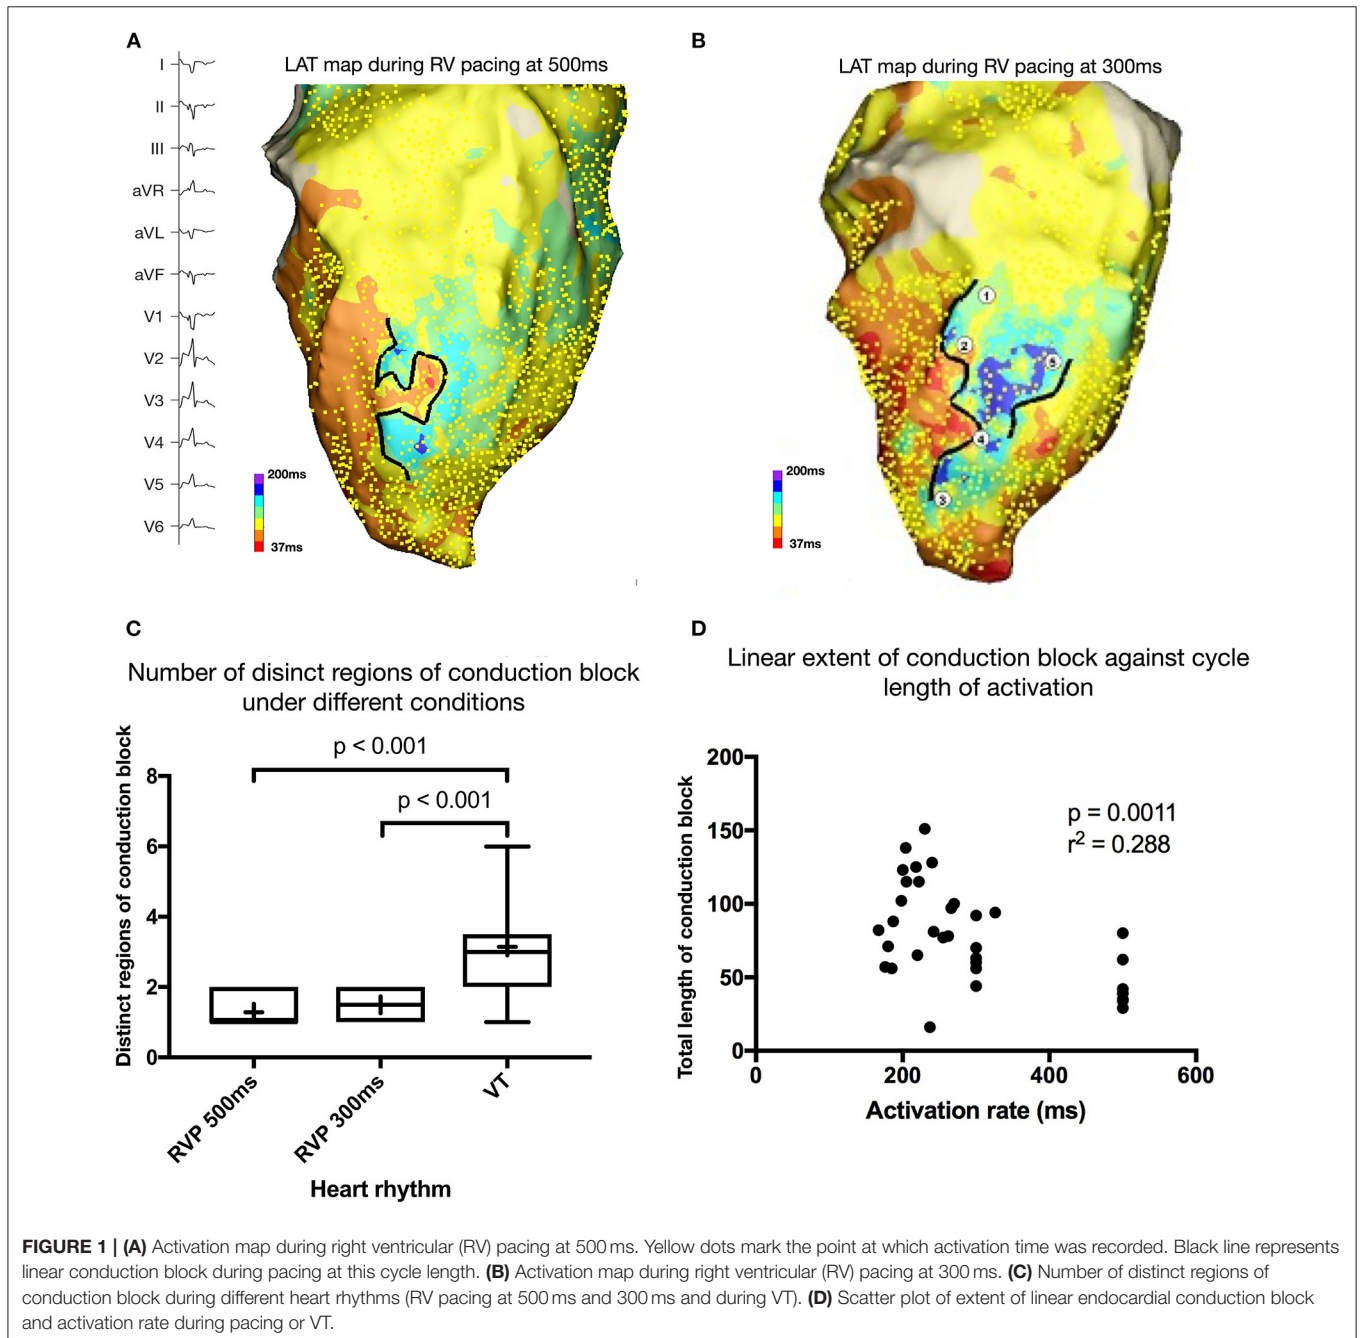 A
LAT map during RV pacing at 500ms
I
II
III
aVR
aVL
aVF
V1
V2
V3
V4
V5
V6
200ms
37ms
B
LAT map during RV pacing at 300ms
1
2
5
4
3
200ms
37ms
C
Number of disinct regions of conduction block
under different conditions
p < 0.001
p < 0.001
Distinct regions of conduction block
8
6
4
2
0
RVP 500ms
RVP 300ms
VT
Heart rhythm
D
Linear extent of conduction block against cycle
length of activation
p = 0.0011
r² = 0.288
Total length of conduction block
200
150
100
50
0
0
200
400
600
Activation rate (ms)
FIGURE 1 | (A) Activation map during right ventricular (RV) pacing at 500 ms. Yellow dots mark the point at which activation time was recorded. Black line represents
linear conduction block during pacing at this cycle length. (B) Activation map during right ventricular (RV) pacing at 300 ms. (C) Number of distinct regions of
conduction block during different heart rhythms (RV pacing at 500 ms and 300 ms and during VT). (D) Scatter plot of extent of linear endocardial conduction block
and activation rate during pacing or VT.